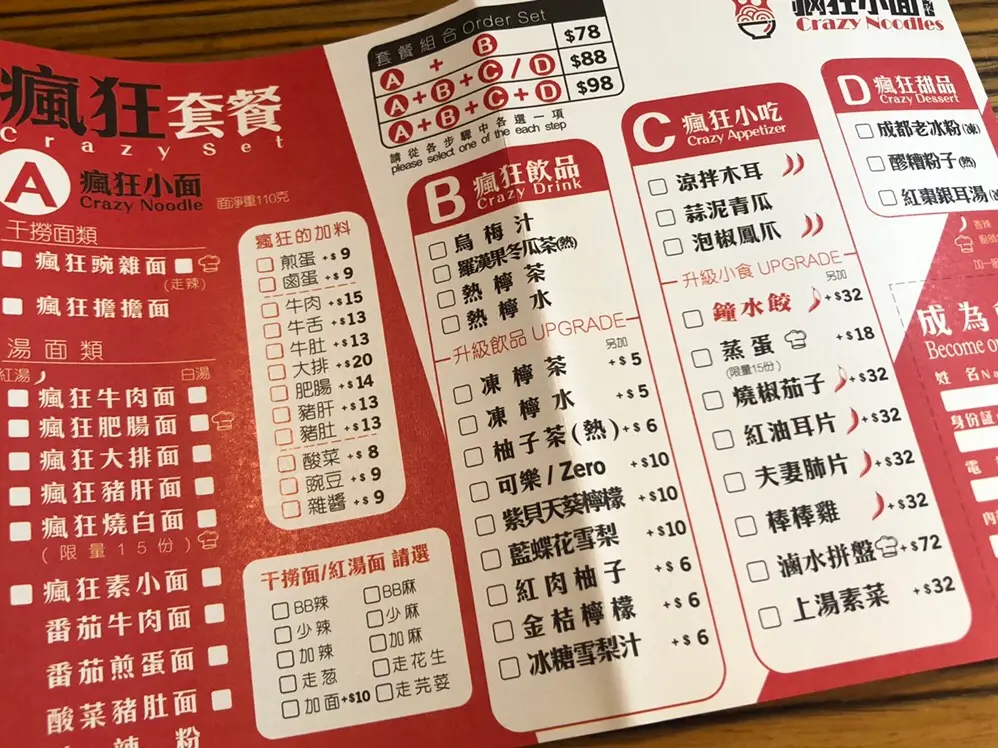 瘋狂套餐
Crazy Set
A 瘋狂小面
Crazy Noodle
面淨重110克
干撈面類
瘋狂豌雜面
(走辣)
瘋狂擔擔面
湯面類
紅湯 白湯
瘋狂牛肉面
瘋狂肥腸面
瘋狂大排面
瘋狂豬肝面
瘋狂燒白面
(限量15份)
瘋狂素小面
番茄牛肉面
番茄煎蛋面
酸菜豬肚面
辣粉
瘋狂的加料
煎蛋 +$9
鹵蛋 +$9
牛肉 +$15
牛舌 +$13
牛肚 +$13
大排 +$20
肥腸 +$14
豬肝 +$13
豬肚 +$13
酸菜 +$8
豌豆 +$9
雜醬 +$9
干撈面/紅湯面 請選
BB辣 BB麻
少辣 少麻
加辣 加麻
走葱 走花生
加面+$10 走芫荽
套餐組合 Order Set
A + B $78
A + B + C / D $88
A + B + C + D $98
請從各步驟中各選一項
please select one of the each step
瘋狂小面
Crazy Noodles
B 瘋狂飲品
Crazy Drink
烏梅汁
羅漢果冬瓜茶(熱)
熱檸茶
熱檸水
升級飲品 UPGRADE
另加
凍檸茶 +$5
凍檸水 +$5
柚子茶(熱) +$6
可樂/Zero +$10
紫貝天葵檸檬 +$10
藍蝶花雪梨 +$10
紅肉柚子 +$6
金桔檸檬 +$6
冰糖雪梨汁 +$6
C 瘋狂小吃
Crazy Appetizer
涼拌木耳
蒜泥青瓜
泡椒鳳爪
升級小食 UPGRADE
另加
鐘水餃 +$32
蒸蛋 +$18
(限量15份)
燒椒茄子 +$32
紅油耳片 +$32
夫妻肺片 +$32
棒棒雞 +$32
滷水拼盤 +$72
上湯素菜 +$32
D 瘋狂甜品
Crazy Dessert
成都老冰粉(凍)
醪糟粉子(熱)
紅棗銀耳湯
香辣
加一
成為
Become o
姓名Na
身份証
電